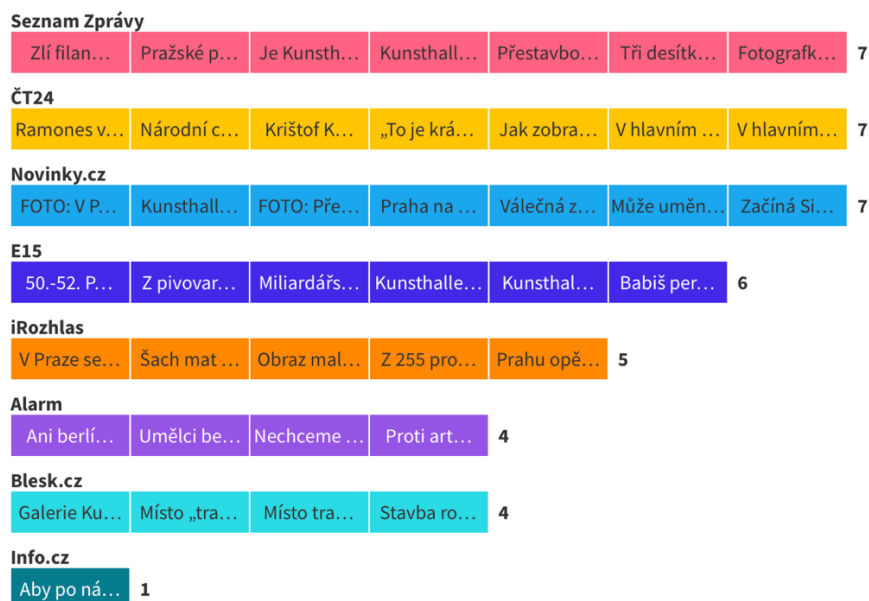 Seznam Zprávy
Zlí filan… Pražské p… Je Kunsth… Kunsthall… Přestavbo… Tři desítk… Fotografk… 7
ČT24
Ramones v… Národní c… Krištof K… „To je krá… Jak zobra… V hlavním … V hlavním… 7
Novinky.cz
FOTO: V P… Kunsthall… FOTO: Pře… Praha na … Válečná z… Může uměn… Začíná Si… 7
E15
50.-52. P… Z pivovar… Miliardářs… Kunsthalle… Kunsthal… Babiš per… 6
iRozhlas
V Praze se… Šach mat … Obraz mal… Z 255 pro… Prahu opě… 5
Alarm
Ani berlí… Umělci be… Nechceme … Proti art… 4
Blesk.cz
Galerie Ku… Místo „tra… Místo tra… Stavba ro… 4
Info.cz
Aby po ná… 1